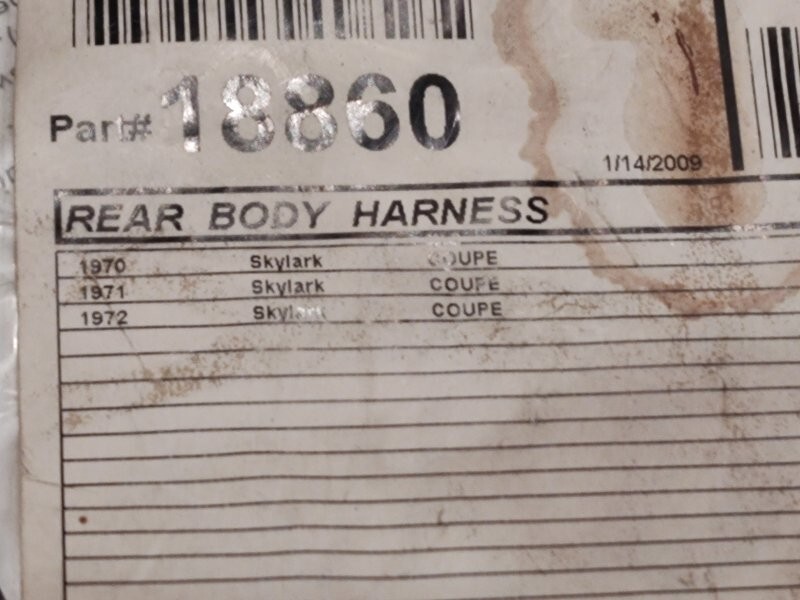 Part# 18860
1/14/2009
REAR BODY HARNESS
1970 Skylark COUPE
1971 Skylark COUPE
1972 Skylark COUPE